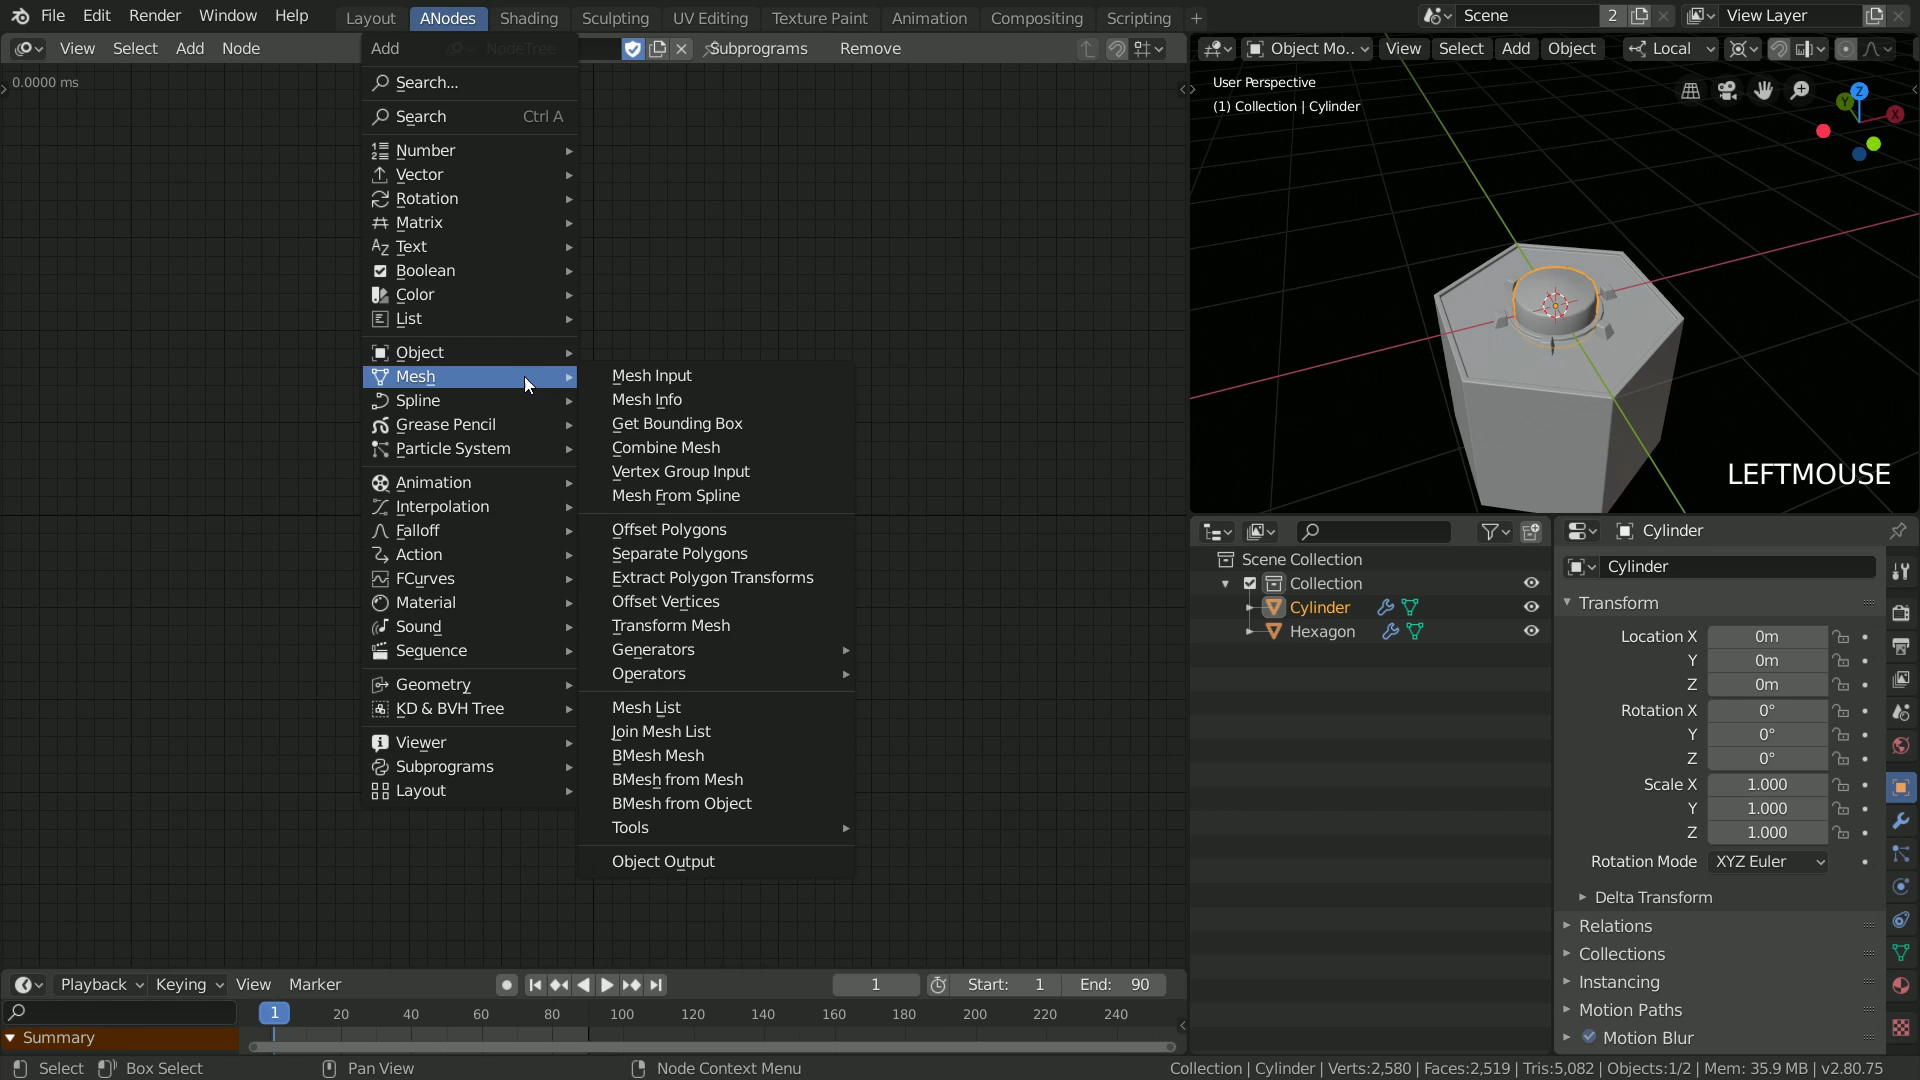 File Edit Render Window Help Layout ANodes Shading Sculpting UV Editing Texture Paint Animation Compositing Scripting + Scene 2 View Layer
View Select Add Node Add NodeTree Subprograms Remove Object Mo.. View Select Add Object Local
0.0000 ms
Search...
Search Ctrl A
Number
Vector
Rotation
Matrix
Text
Boolean
Color
List
Object
Mesh
Spline
Grease Pencil
Particle System
Animation
Interpolation
Falloff
Action
FCurves
Material
Sound
Sequence
Geometry
KD & BVH Tree
Viewer
Subprograms
Layout
Mesh Input
Mesh Info
Get Bounding Box
Combine Mesh
Vertex Group Input
Mesh From Spline
Offset Polygons
Separate Polygons
Extract Polygon Transforms
Offset Vertices
Transform Mesh
Generators
Operators
Mesh List
Join Mesh List
BMesh Mesh
BMesh from Mesh
BMesh from Object
Tools
Object Output
User Perspective
(1) Collection | Cylinder
Z
Y
X
LEFTMOUSE
Scene Collection
Collection
Cylinder
Hexagon
Cylinder
Cylinder
Transform
Location X 0m
Y 0m
Z 0m
Rotation X 0°
Y 0°
Z 0°
Scale X 1.000
Y 1.000
Z 1.000
Rotation Mode XYZ Euler
Delta Transform
Relations
Collections
Instancing
Motion Paths
Motion Blur
Playback Keying View Marker 1 Start: 1 End: 90
1 20 40 60 80 100 120 140 160 180 200 220 240
Summary
Select Box Select Pan View Node Context Menu Collection | Cylinder | Verts:2,580 | Faces:2,519 | Tris:5,082 | Objects:1/2 | Mem: 35.9 MB | v2.80.75